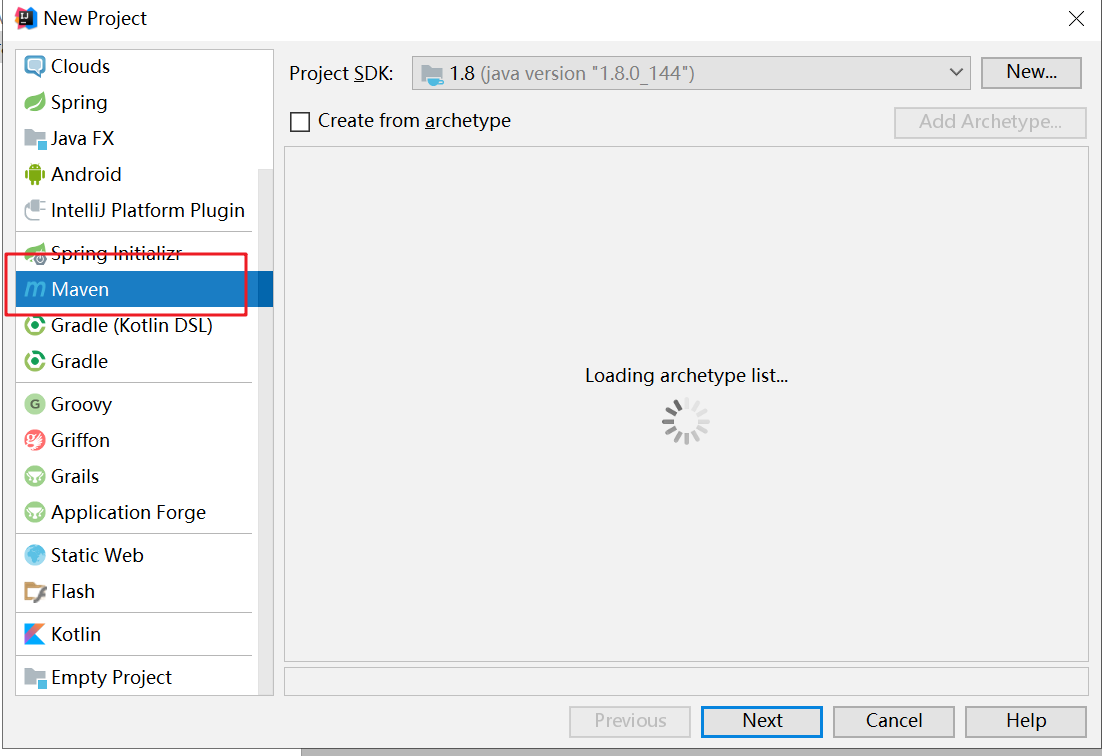 New Project
Clouds
Spring
Java FX
Android
IntelliJ Platform Plugin
Spring Initializr
Maven
Gradle (Kotlin DSL)
Gradle
Groovy
Griffon
Grails
Application Forge
Static Web
Flash
Kotlin
Empty Project
Project SDK: 1.8 (java version "1.8.0_144") New...
Create from archetype Add Archetype...
Loading archetype list...
Previous Next Cancel Help